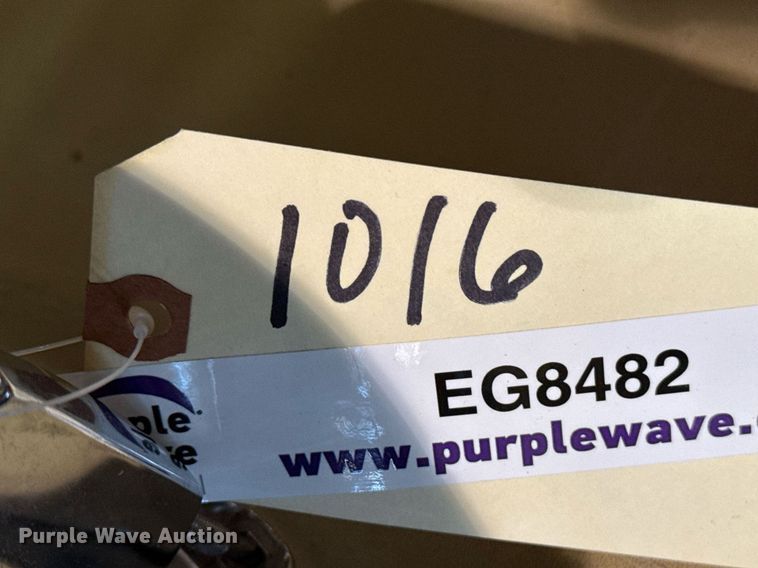 1016
EG8482
ple
www.purplewave.
Purple Wave Auction